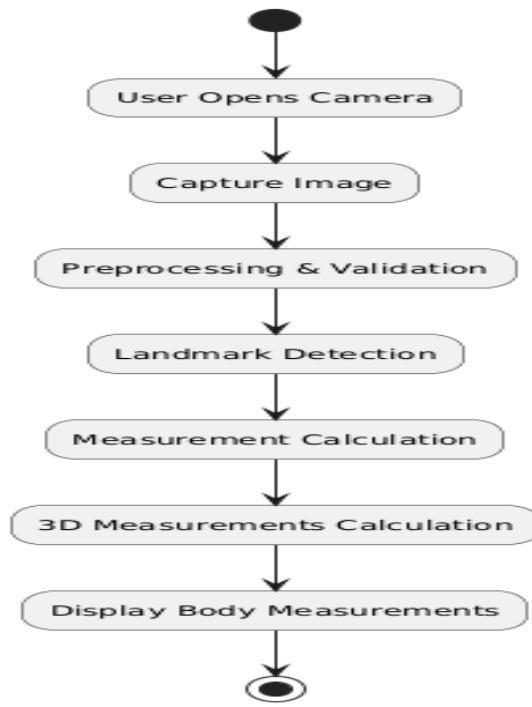 User Opens Camera
Capture Image
Preprocessing & Validation
Landmark Detection
Measurement Calculation
3D Measurements Calculation
Display Body Measurements